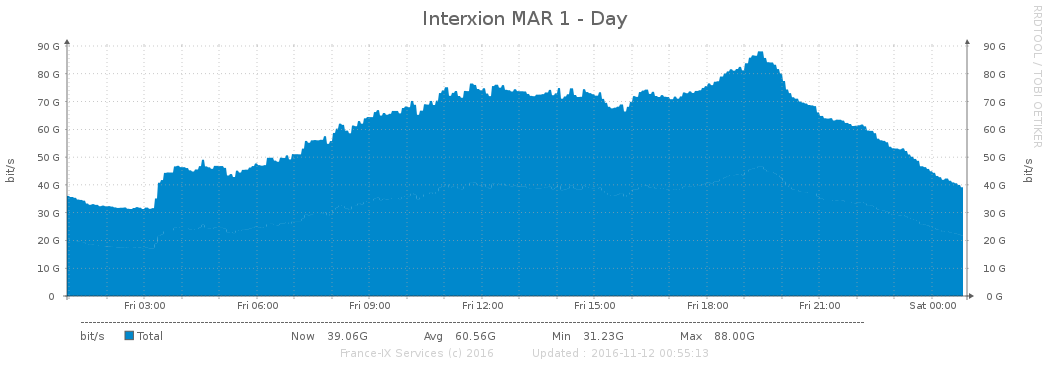 Interxion MAR 1 - Day
RRDTOOL / TOBI OETIKER
90 G 90 G
80 G 80 G
70 G 70 G
60 G 60 G
50 G 50 G
40 G 40 G
30 G 30 G
20 G 20 G
10 G 10 G
0 0 G
bit/s
bit/s
Fri 03:00 Fri 06:00 Fri 09:00 Fri 12:00 Fri 15:00 Fri 18:00 Fri 21:00 Sat 00:00
bit/s Total Now 39.06G Avg 60.56G Min 31.23G Max 88.00G
France-IX Services (c) 2016 Updated : 2016-11-12 00:55:13